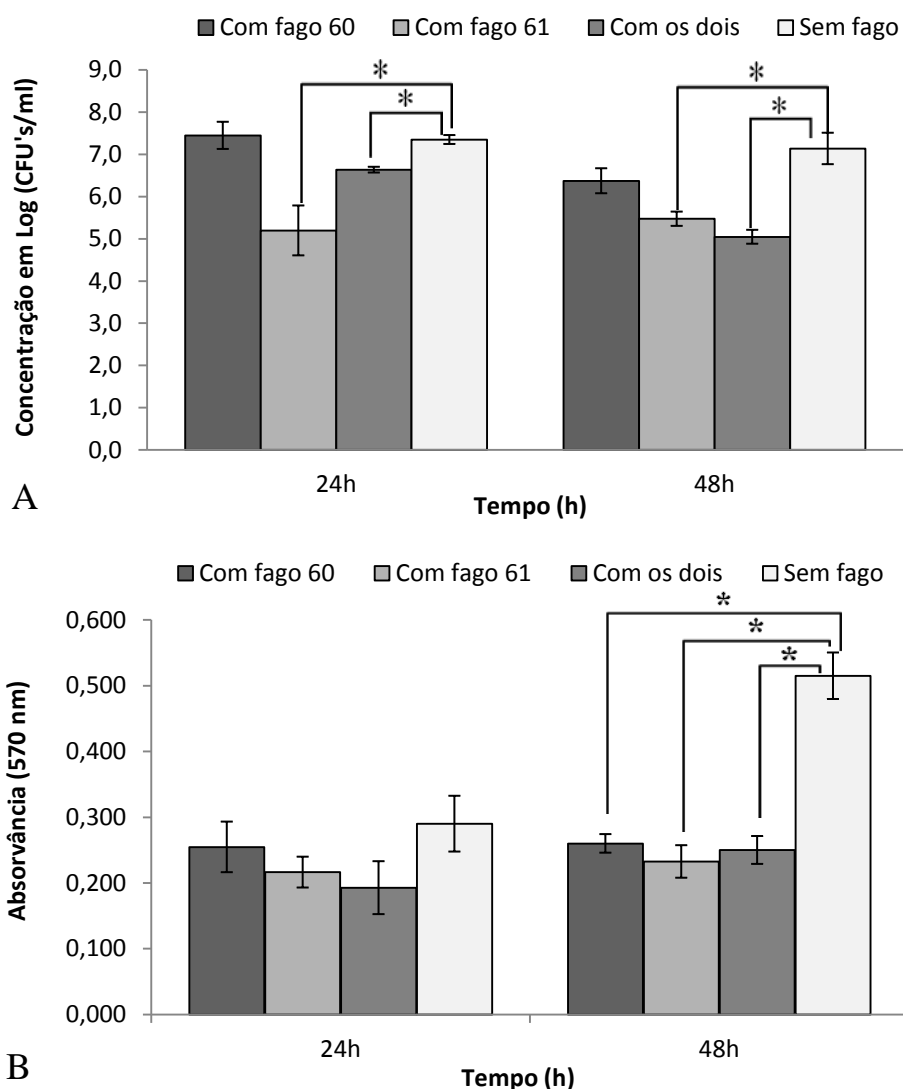 Com fago 60 Com fago 61 Com os dois Sem fago
Concentração em Log (CFU's/ml)
9,0
8,0
7,0
6,0
5,0
4,0
3,0
2,0
1,0
0,0
* * * *
24h 48h
Tempo (h)
A
Com fago 60 Com fago 61 Com os dois Sem fago
Absorvância (570 nm)
0,600
0,500
0,400
0,300
0,200
0,100
0,000
*
*
*
24h 48h
Tempo (h)
B